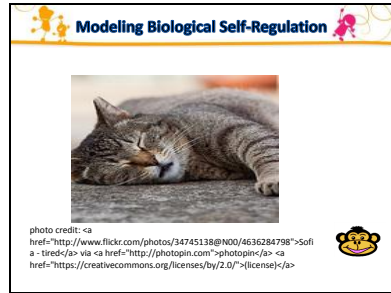 Modeling Biological Self-Regulation
photo credit: <a
href="http://www.flickr.com/photos/34745138@N00/4636284798">Sofi
a - tired</a> via <a href="http://photopin.com">photopin</a> <a
href="https://creativecommons.org/licenses/by/2.0/">(license)</a>